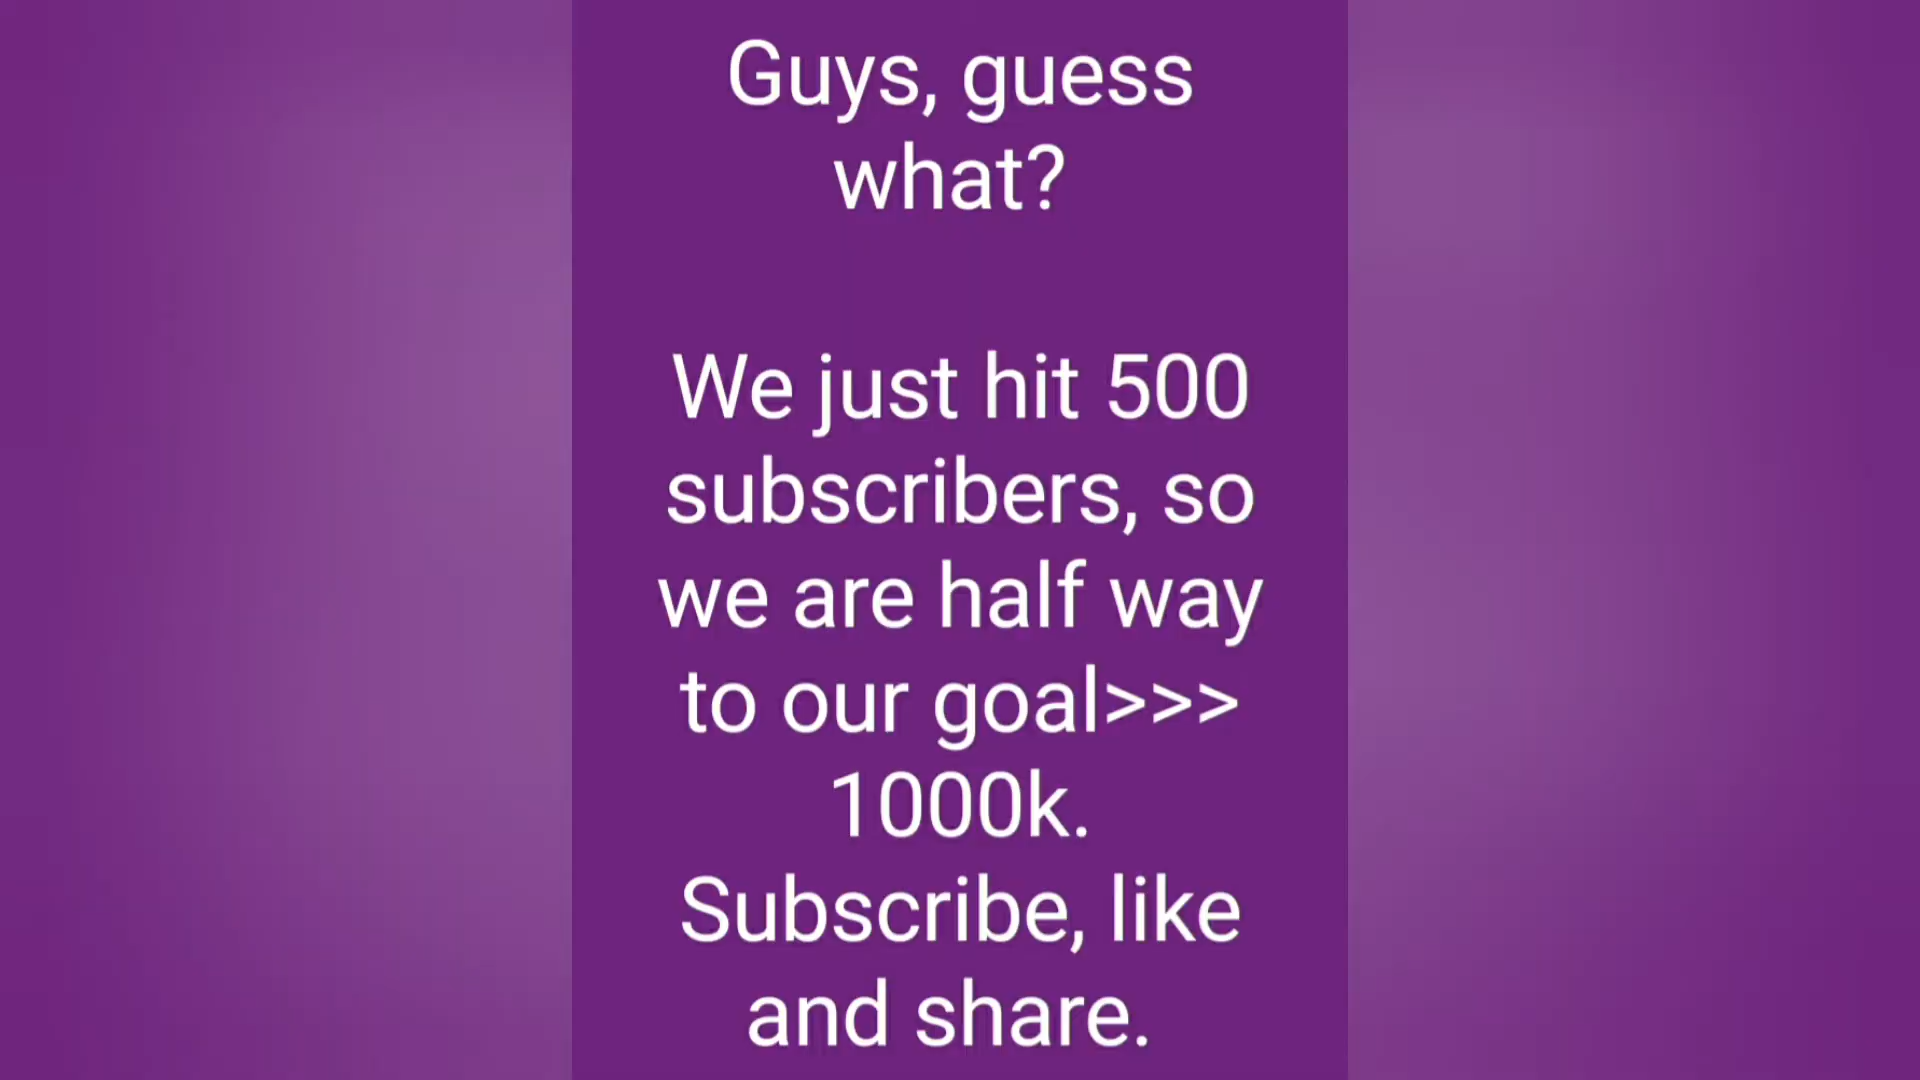 Guys, guess
what?
We just hit 500
subscribers, so
we are half way
to our goal>>>
1000k.
Subscribe, like
and share.